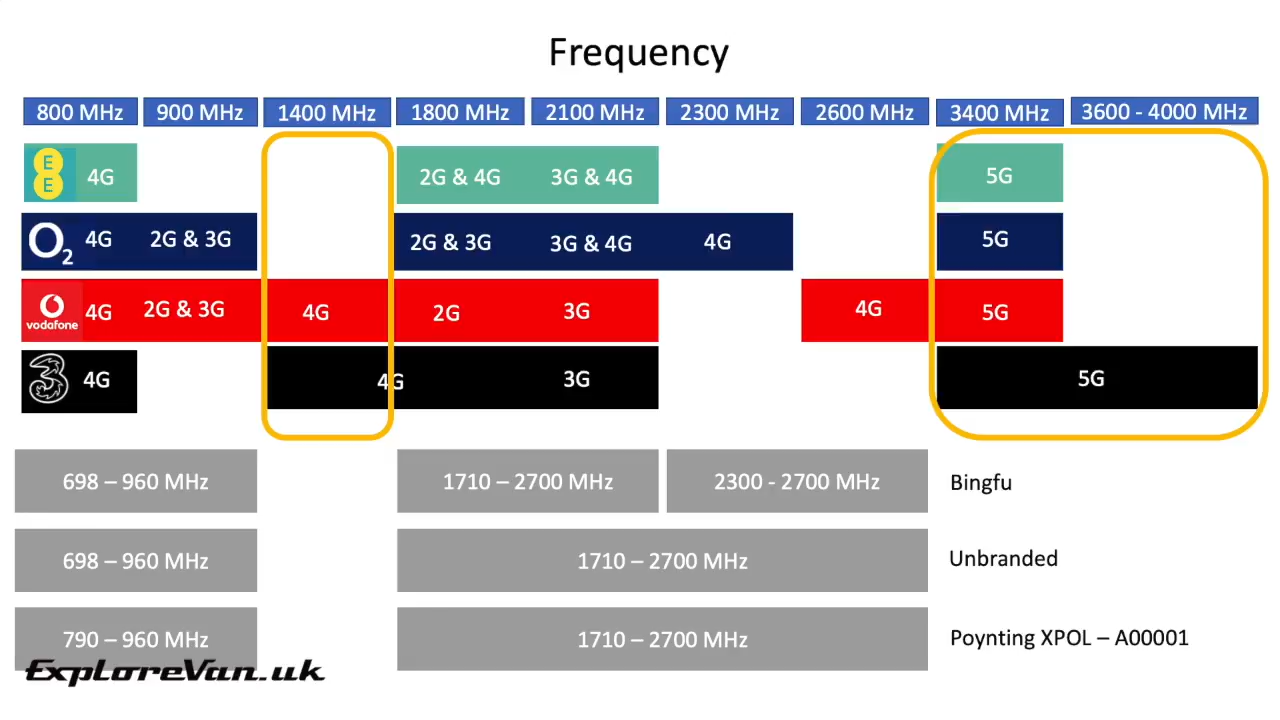 Frequency
800 MHz 900 MHz 1400 MHz 1800 MHz 2100 MHz 2300 MHz 2600 MHz 3400 MHz 3600 - 4000 MHz
EE 4G 2G & 4G 3G & 4G 5G
O2 4G 2G & 3G 2G & 3G 3G & 4G 4G 5G
vodafone 4G 2G & 3G 4G 2G 3G 4G 5G
3 4G 4G 3G 5G
698 – 960 MHz 1710 – 2700 MHz 2300 - 2700 MHz Bingfu
698 – 960 MHz 1710 – 2700 MHz Unbranded
790 – 960 MHz 1710 – 2700 MHz Poynting XPOL – A00001
ExploreVan.uk